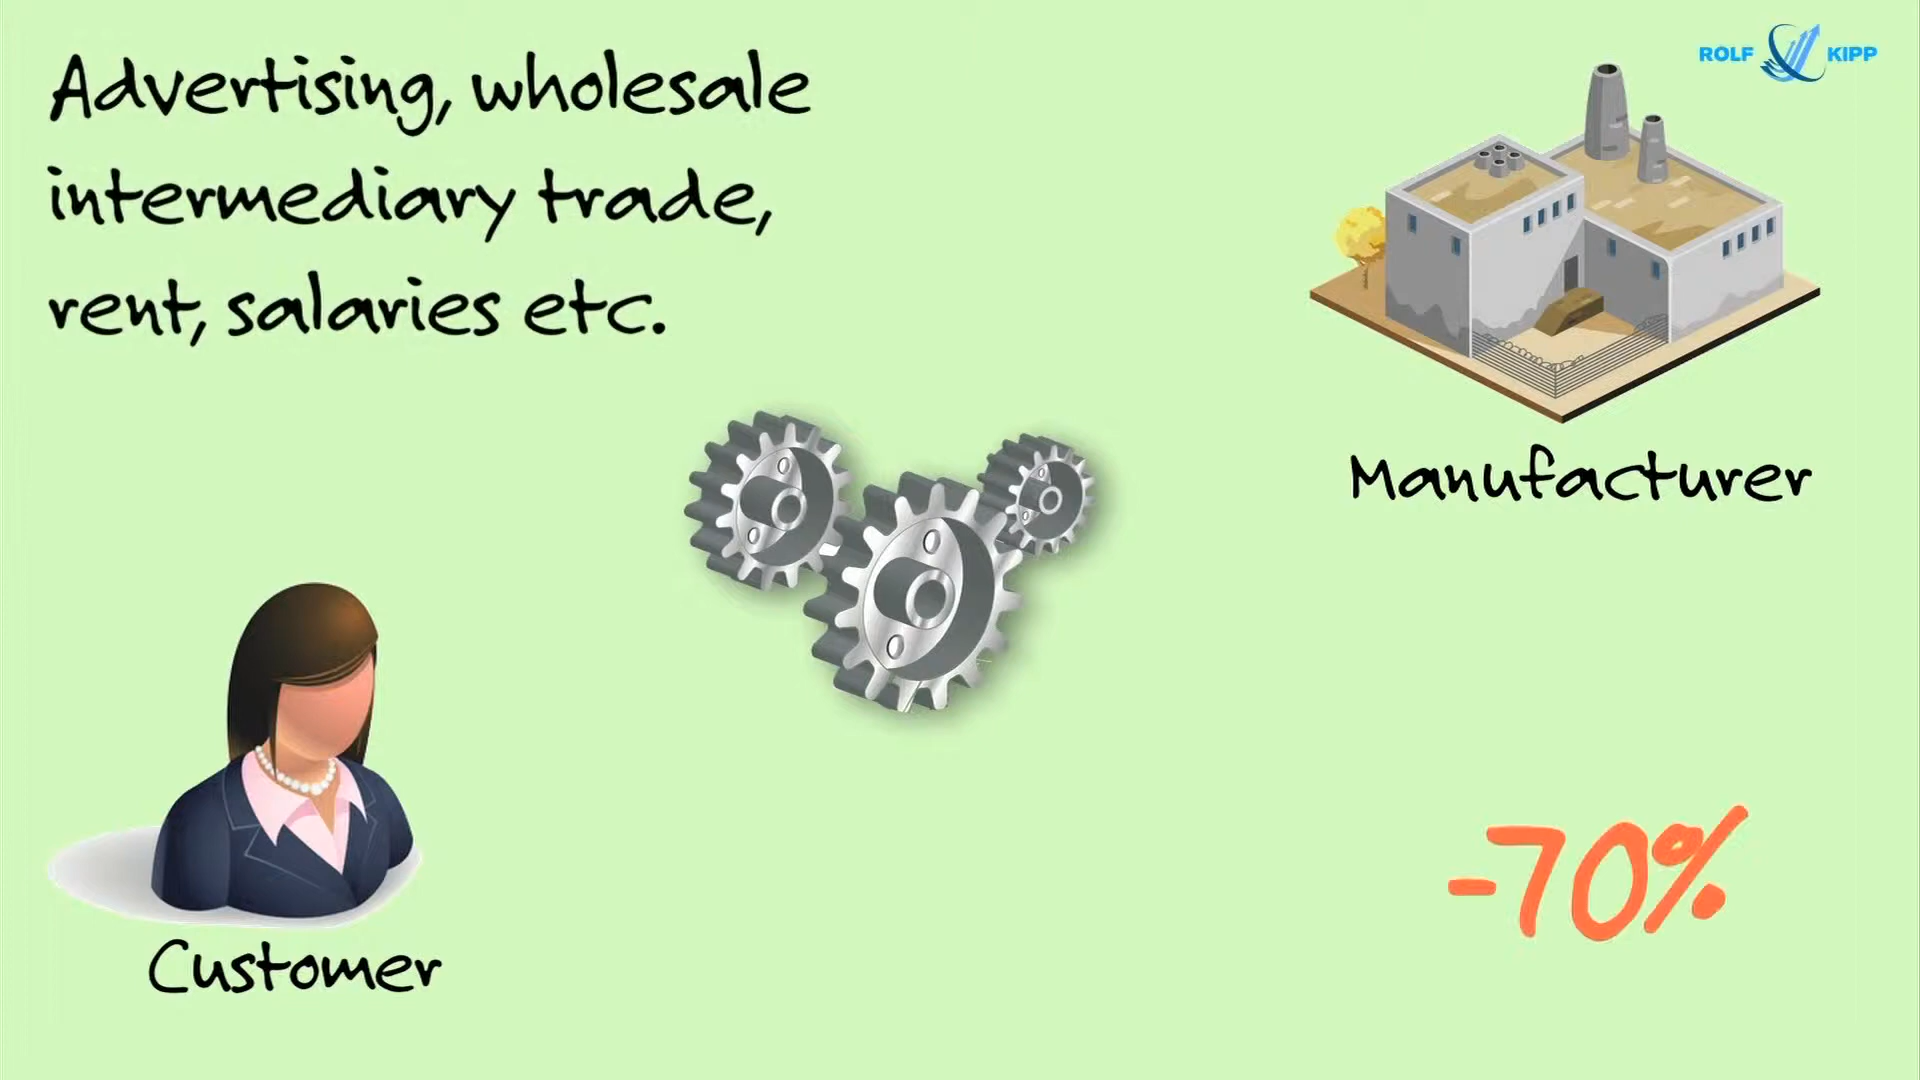 Advertising, wholesale
intermediary trade,
rent, salaries etc.
ROLF KIPP
Manufacturer
Customer
-70%